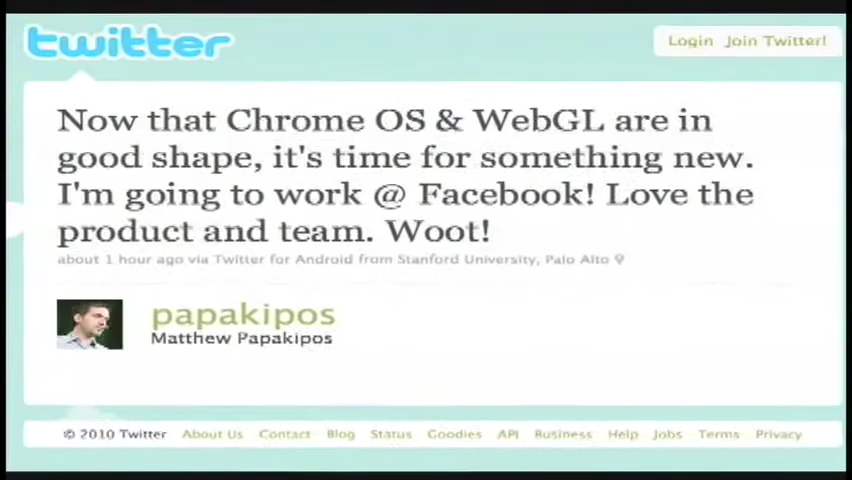 twitter
Login Join Twitter!
Now that Chrome OS & WebGL are in
good shape, it's time for something new.
I'm going to work @ Facebook! Love the
product and team. Woot!
about 1 hour ago via Twitter for Android from Stanford University, Palo Alto
papakipos
Matthew Papakipos
© 2010 Twitter About Us Contact Blog Status Goodies API Business Help Jobs Terms Privacy